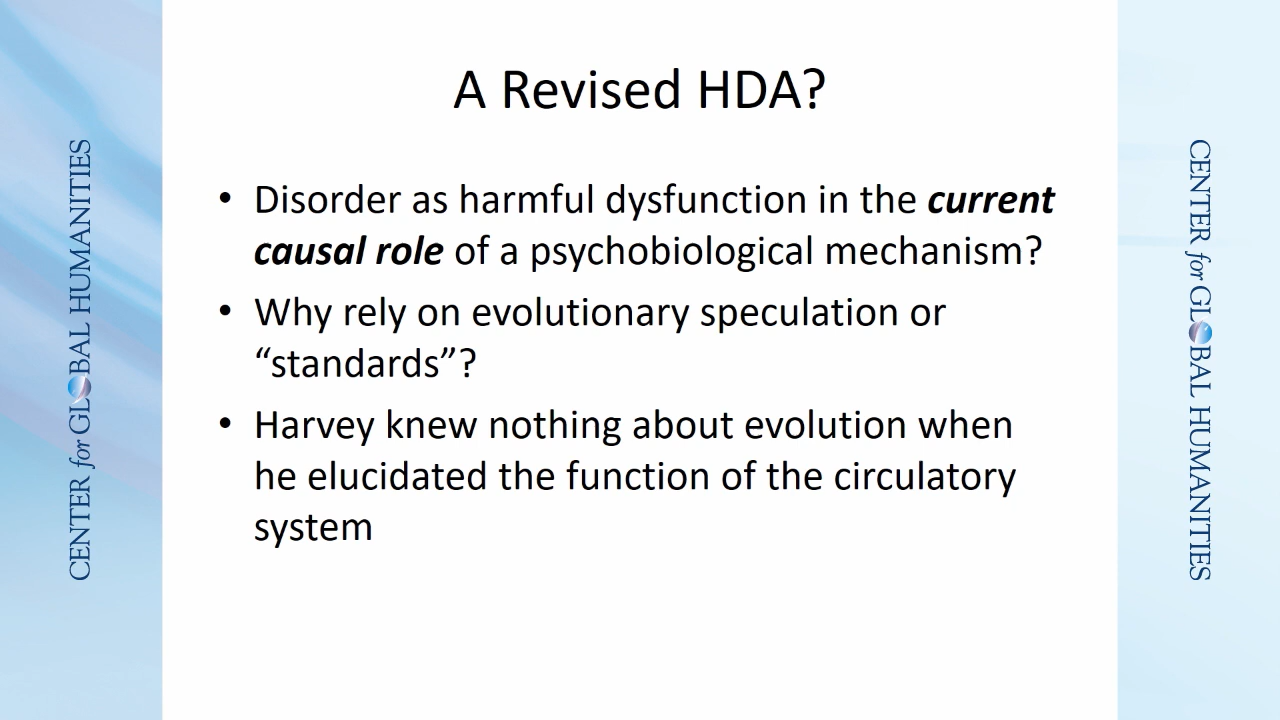 A Revised HDA?
• Disorder as harmful dysfunction in the current
causal role of a psychobiological mechanism?
• Why rely on evolutionary speculation or
“standards”?
• Harvey knew nothing about evolution when
he elucidated the function of the circulatory
system
CENTER for GLOBAL HUMANITIES
CENTER for GLOBAL HUMANITIES